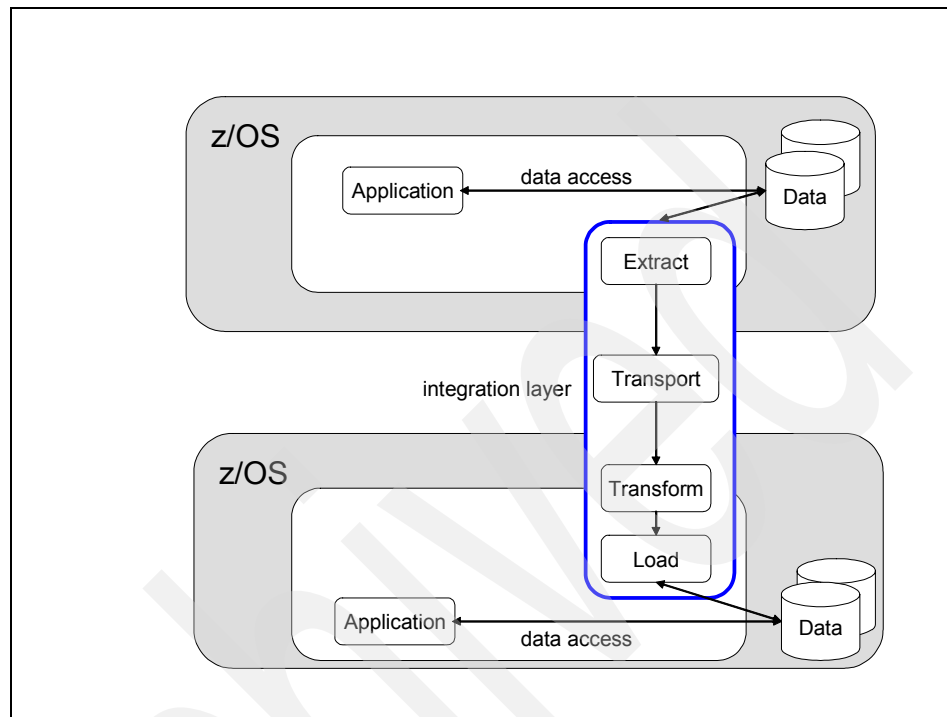 z/OS
data access
Application
Data
Extract
integration layer
Transport
z/OS
Transform
Load
Application
data access
Data